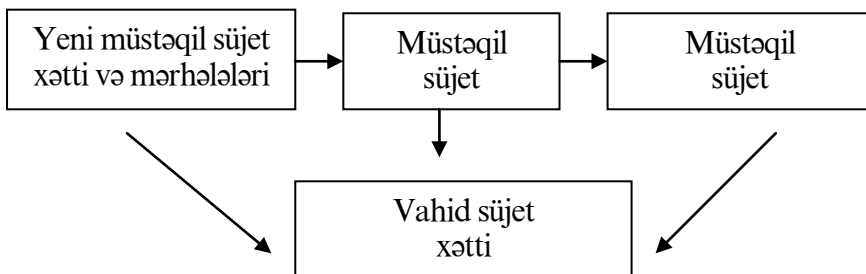 Yeni müstəqil süjet
xətti və mərhələləri
Müstəqil
süjet
Müstəqil
süjet
Vahid süjet
xətti